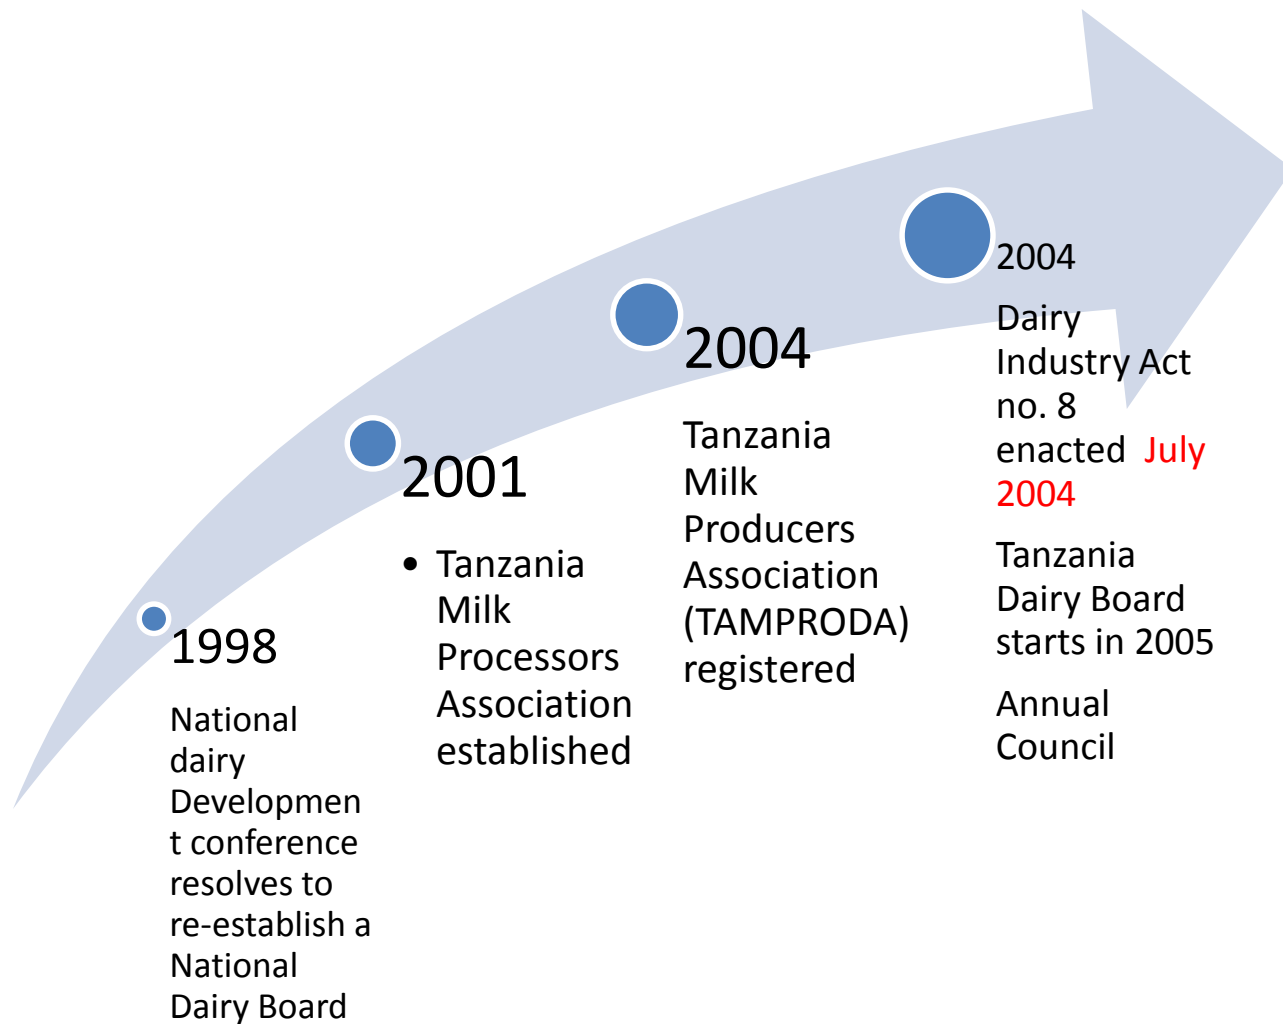 1998
National
dairy
Developmen
t conference
resolves to
re-establish a
National
Dairy Board
2001
• Tanzania
Milk
Processors
Association
established
2004
Tanzania
Milk
Producers
Association
(TAMPRODA)
registered
2004
Dairy
Industry Act
no. 8
enacted July
2004
Tanzania
Dairy Board
starts in 2005
Annual
Council